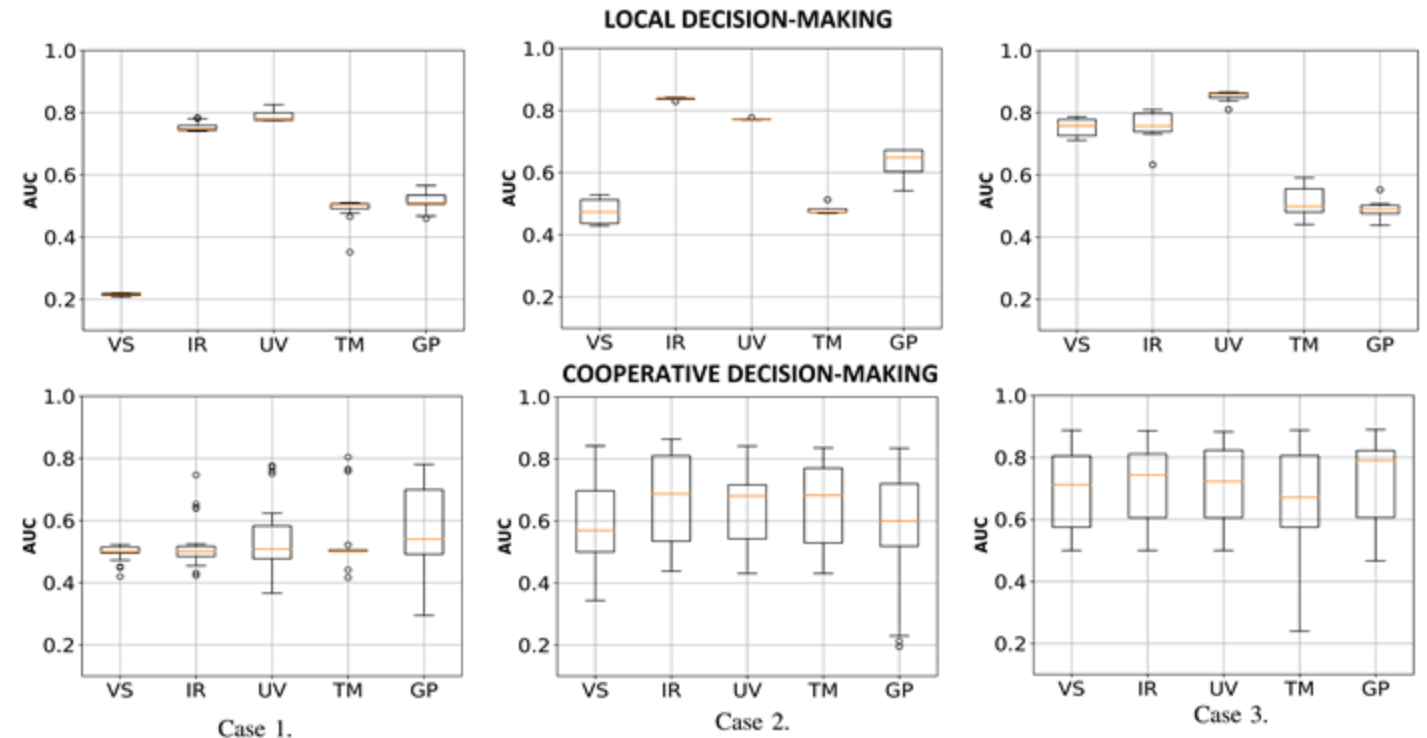 LOCAL DECISION-MAKING
1.0 0.8 0.6 0.4 0.2
AUC
VS IR UV TM GP
1.0 0.8 0.6 0.4 0.2
AUC
VS IR UV TM GP
1.0 0.8 0.6 0.4 0.2
AUC
VS IR UV TM GP
COOPERATIVE DECISION-MAKING
1.0 0.8 0.6 0.4 0.2
AUC
VS IR UV TM GP
Case 1.
1.0 0.8 0.6 0.4 0.2
AUC
VS IR UV TM GP
Case 2.
1.0 0.8 0.6 0.4 0.2
AUC
VS IR UV TM GP
Case 3.